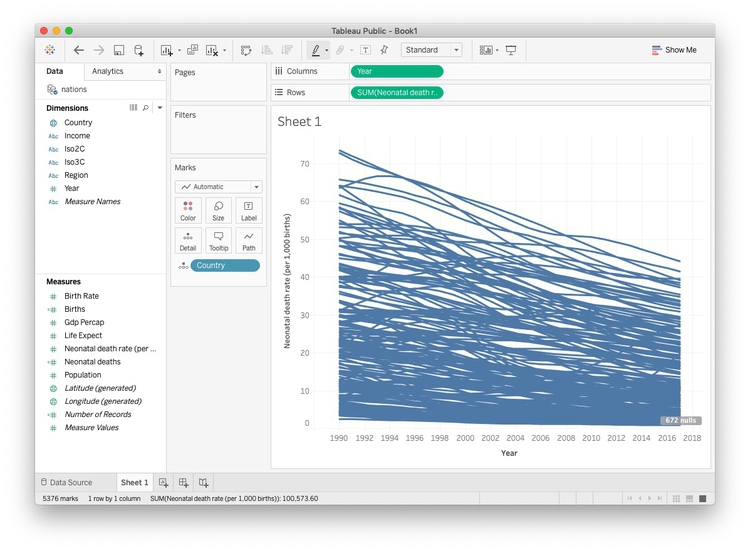 Tableau Public - Book1
Standard
Show Me
Data
Analytics
nations
Dimensions
Country
Abc Income
Abc Iso2C
Abc Iso3C
Abc Region
# Year
Abc Measure Names
Measures
# Birth Rate
=# Births
# Gdp Percap
# Life Expect
# Neonatal death rate (per ...
=# Neonatal deaths
# Population
Latitude (generated)
Longitude (generated)
=# Number of Records
# Measure Values
Pages
Filters
Marks
Automatic
Color
Size
Label
Detail
Tooltip
Path
Country
Columns
Year
Rows
SUM(Neonatal death r..
Sheet 1
Neonatal death rate (per 1,000 births)
70
60
50
40
30
20
10
0
672 nulls
1990 1992 1994 1996 1998 2000 2002 2004 2006 2008 2010 2012 2014 2016 2018
Year
Data Source
Sheet 1
5376 marks
1 row by 1 column
SUM(Neonatal death rate (per 1,000 births)): 100,573.60